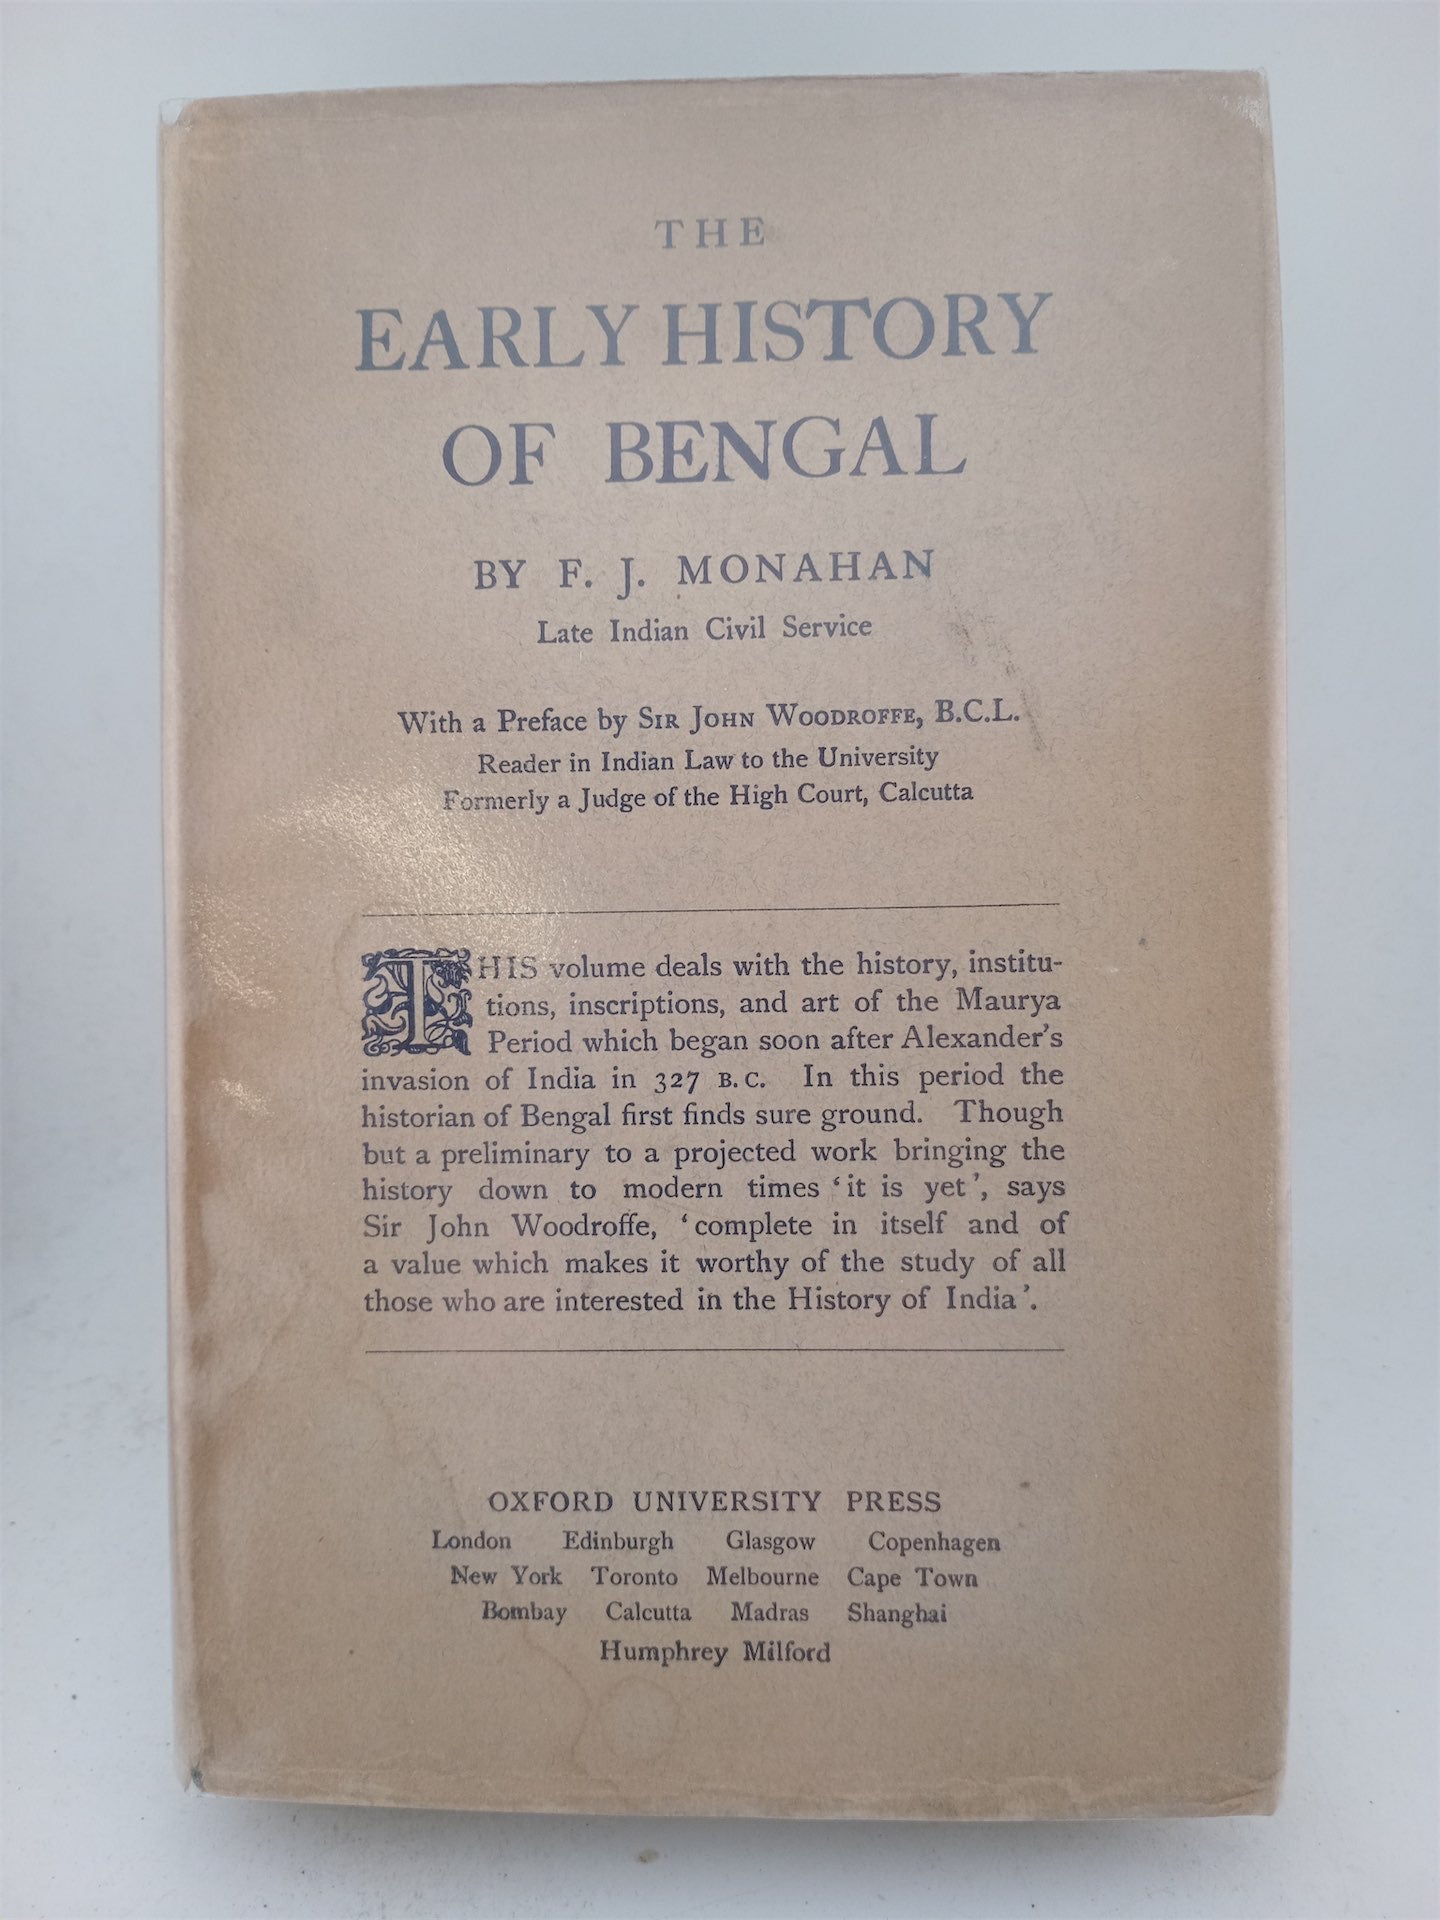 THE
EARLY HISTORY
OF BENGAL
BY F. J. MONAHAN
Late Indian Civil Service
With a Preface by SIR JOHN WOODROFFE, B.C.L.
Reader in Indian Law to the University
Formerly a Judge of the High Court, Calcutta
THIS volume deals with the history, institu-
tions, inscriptions, and art of the Maurya
Period which began soon after Alexander's
invasion of India in 327 B.C. In this period the
historian of Bengal first finds sure ground. Though
but a preliminary to a projected work bringing the
history down to modern times ‘it is yet’, says
Sir John Woodroffe, ‘complete in itself and of
a value which makes it worthy of the study of all
those who are interested in the History of India’.
OXFORD UNIVERSITY PRESS
London Edinburgh Glasgow Copenhagen
New York Toronto Melbourne Cape Town
Bombay Calcutta Madras Shanghai
Humphrey Milford